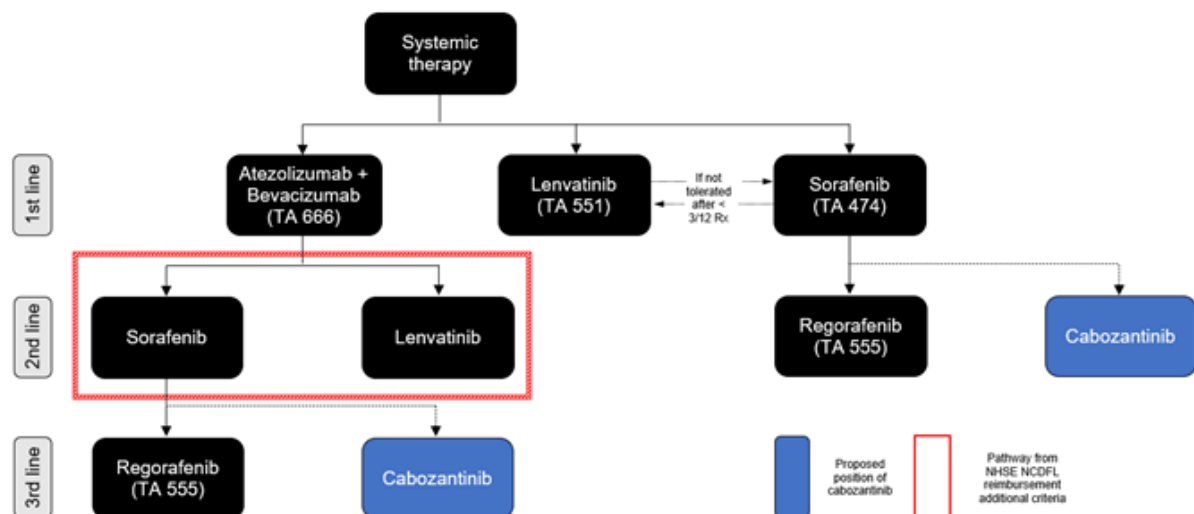 Systemic
therapy
1st line
Atezolizumab +
Bevacizumab
(TA 666)
Lenvatinib
(TA 551)
If not
tolerated
after <
3/12 Rx
Sorafenib
(TA 474)
2nd line
Sorafenib
Lenvatinib
Regorafenib
(TA 555)
Cabozantinib
3rd line
Regorafenib
(TA 555)
Cabozantinib
Proposed
position of
cabozantinib
Pathway from
NHSE NCDFL
reimbursement
additional criteria